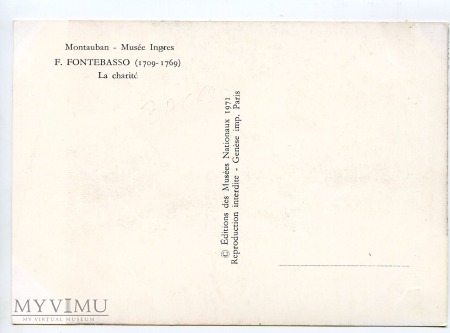 Montauban - Musée Ingres
F. FONTEBASSO (1709-1769)
La charité
© Éditions des Musées Nationaux 1971
Reproduction interdite - Genèse imp. Paris
MYVIMU
MY VIRTUAL MUSEUM